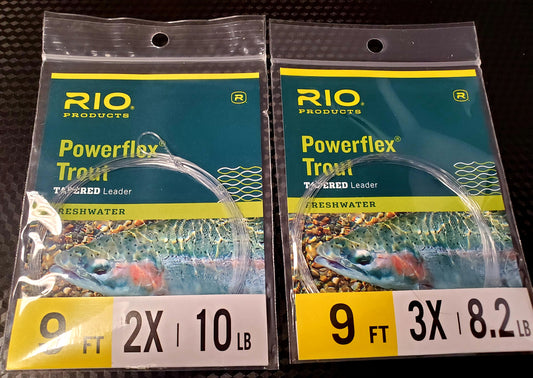 RIO®
PRODUCTS
R
Powerflex®
Trout
TAPERED Leader
FRESHWATER
9 FT 2X | 10 LB
RIO®
PRODUCTS
R
Powerflex®
Trout
TAPERED Leader
FRESHWATER
9 FT 3X | 8.2 LB